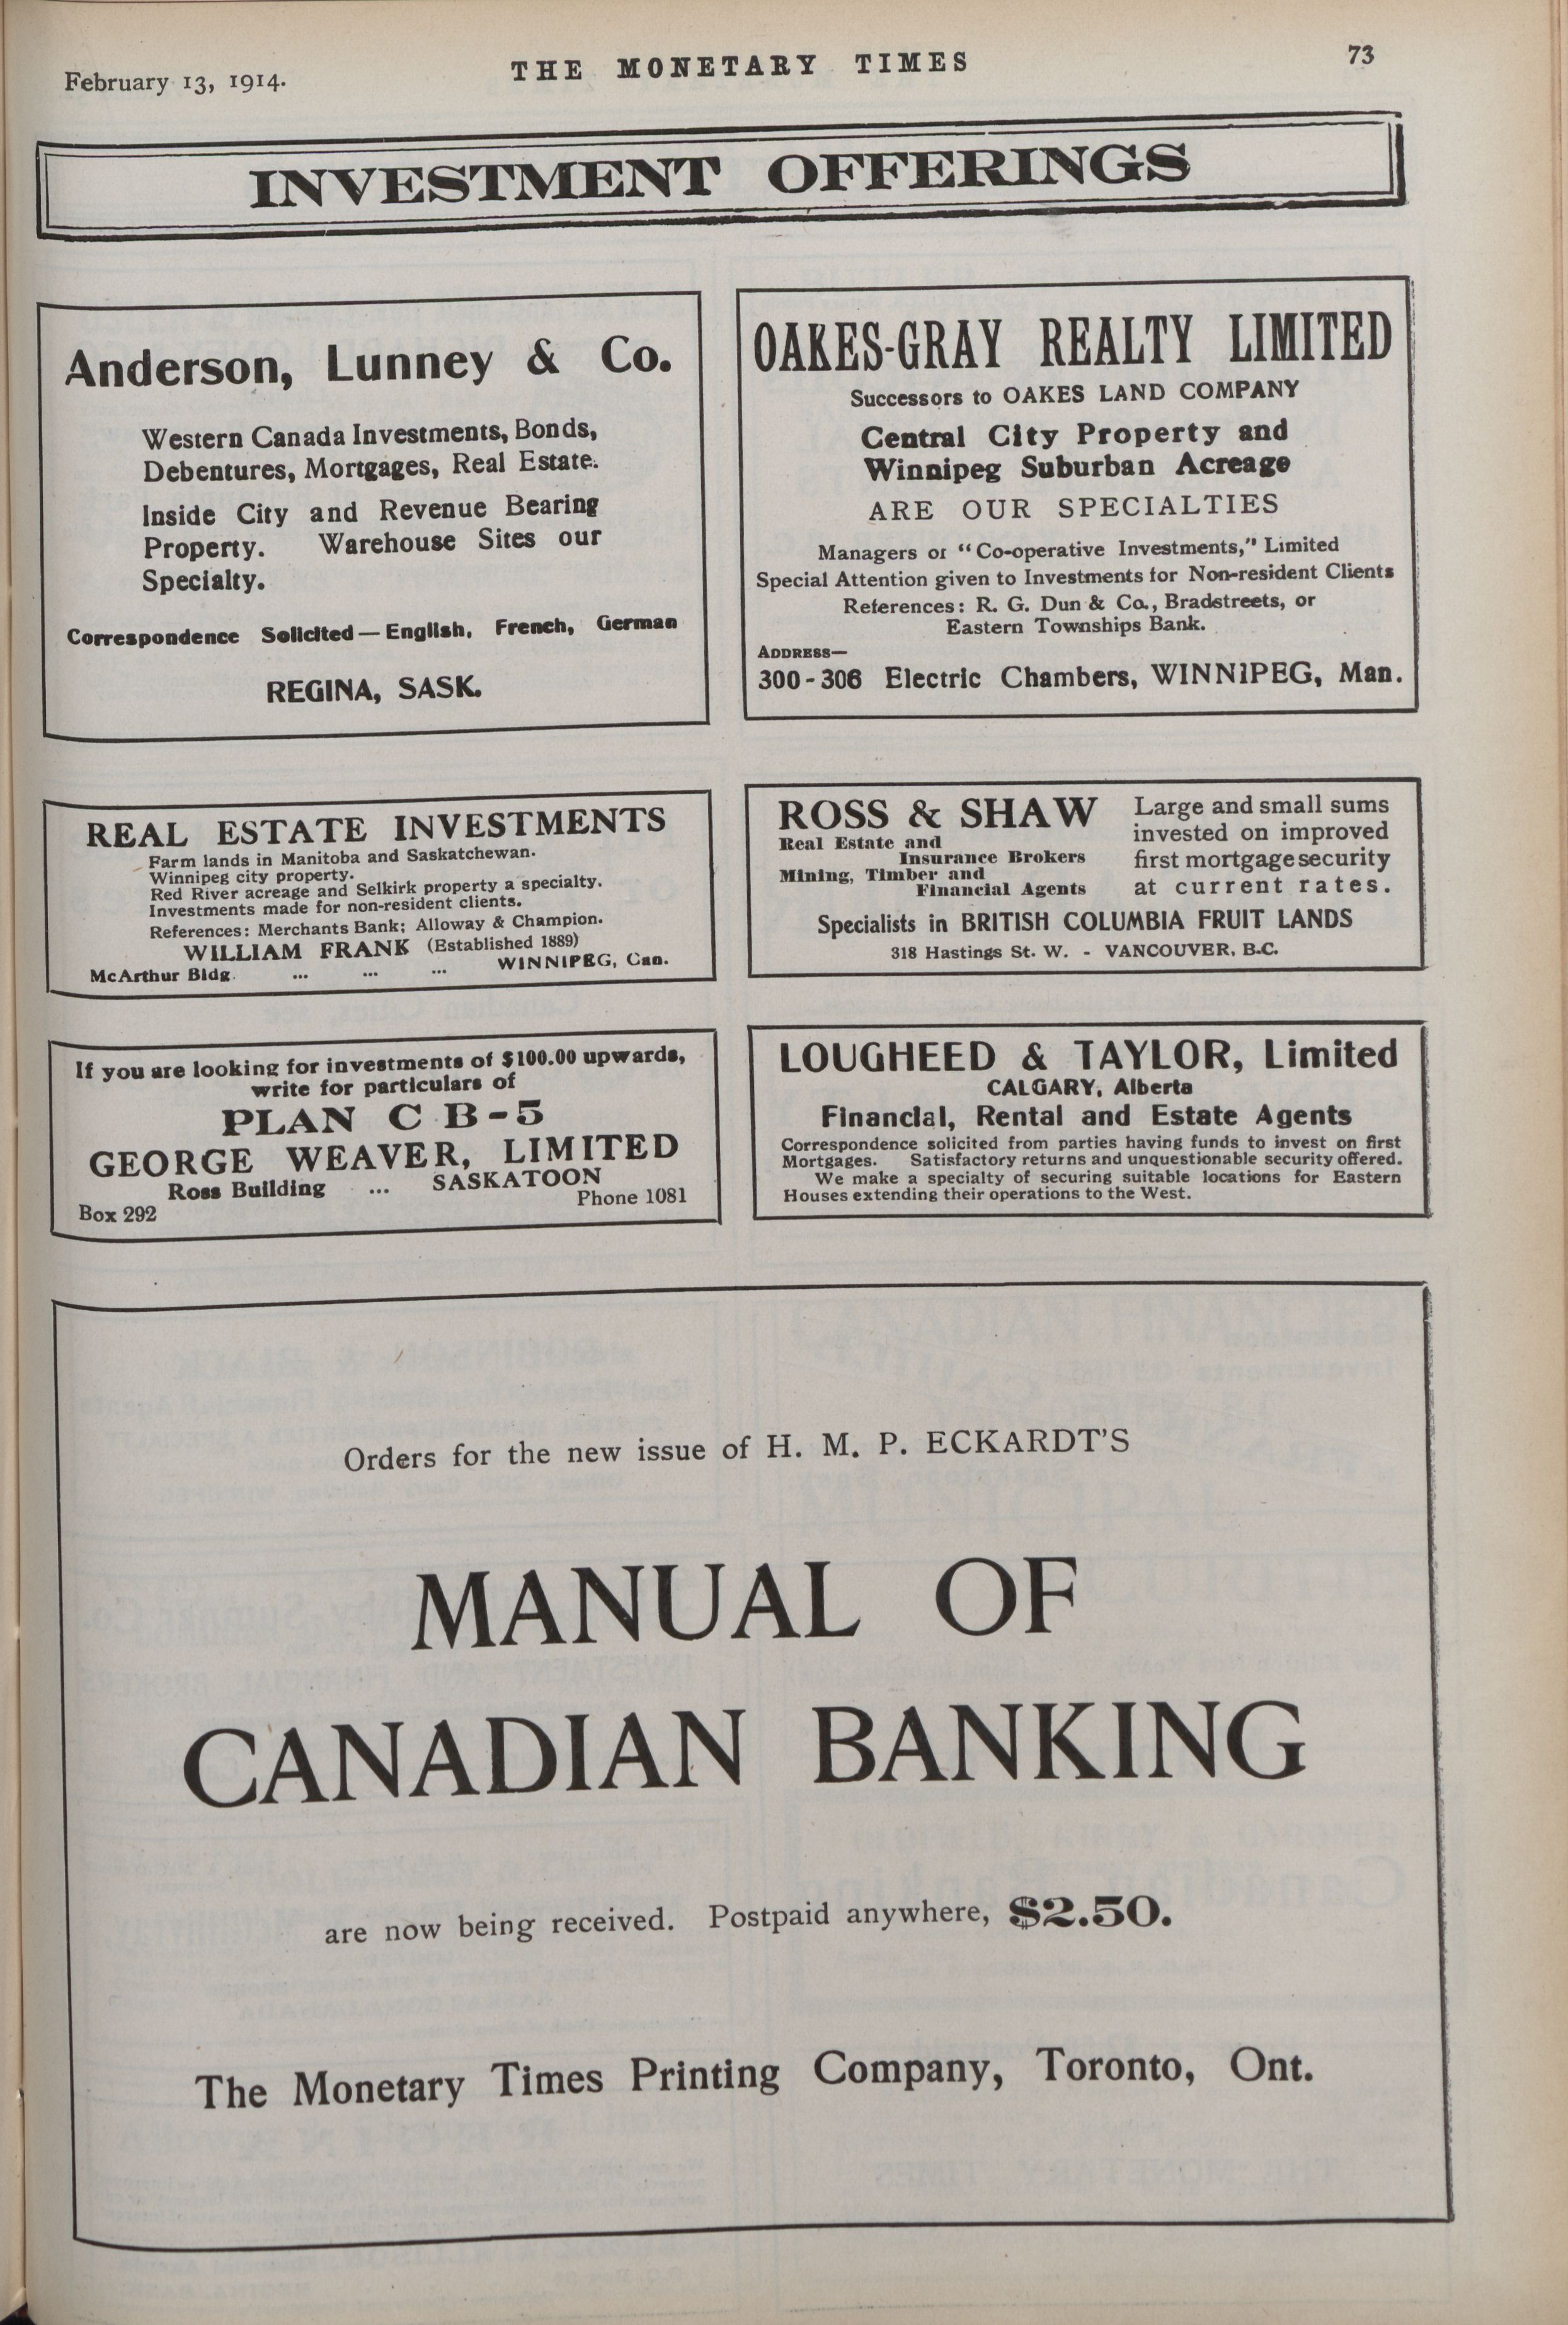 February 13, 1914.
THE MONETARY TIMES
73
INVESTMENT OFFERINGS
Anderson, Lunney & Co.
Western Canada Investments, Bonds,
Debentures, Mortgages, Real Estate.
Inside City and Revenue Bearing
Property. Warehouse Sites our
Specialty.
Correspondence Solicited — English, French, German
REGINA, SASK.
OAKES-GRAY REALTY LIMITED
Successors to OAKES LAND COMPANY
Central City Property and
Winnipeg Suburban Acreage
ARE OUR SPECIALTIES
Managers of "Co-operative Investments," Limited
Special Attention given to Investments for Non-resident Clients
References: R. G. Dun & Co., Bradstreets, or
Eastern Townships Bank.
ADDRESS—
300-306 Electric Chambers, WINNIPEG, Man.
REAL ESTATE INVESTMENTS
Farm lands in Manitoba and Saskatchewan.
Winnipeg city property.
Red River acreage and Selkirk property a specialty.
Investments made for non-resident clients.
References: Merchants Bank; Alloway & Champion.
WILLIAM FRANK (Established 1889)
McArthur Bldg. ... ... ... WINNIPEG, Can.
ROSS & SHAW
Real Estate and
Insurance Brokers
Mining, Timber and
Financial Agents
Large and small sums
invested on improved
first mortgage security
at current rates.
Specialists in BRITISH COLUMBIA FRUIT LANDS
318 Hastings St. W. - VANCOUVER, B.C.
If you are looking for investments of $100.00 upwards,
write for particulars of
PLAN C B-5
GEORGE WEAVER, LIMITED
Ross Building ... SASKATOON
Box 292 Phone 1081
LOUGHEED & TAYLOR, Limited
CALGARY, Alberta
Financial, Rental and Estate Agents
Correspondence solicited from parties having funds to invest on first
Mortgages. Satisfactory returns and unquestionable security offered.
We make a specialty of securing suitable locations for Eastern
Houses extending their operations to the West.
Orders for the new issue of H. M. P. ECKARDT'S
MANUAL OF
CANADIAN BANKING
are now being received. Postpaid anywhere, $2.50.
The Monetary Times Printing Company, Toronto, Ont.